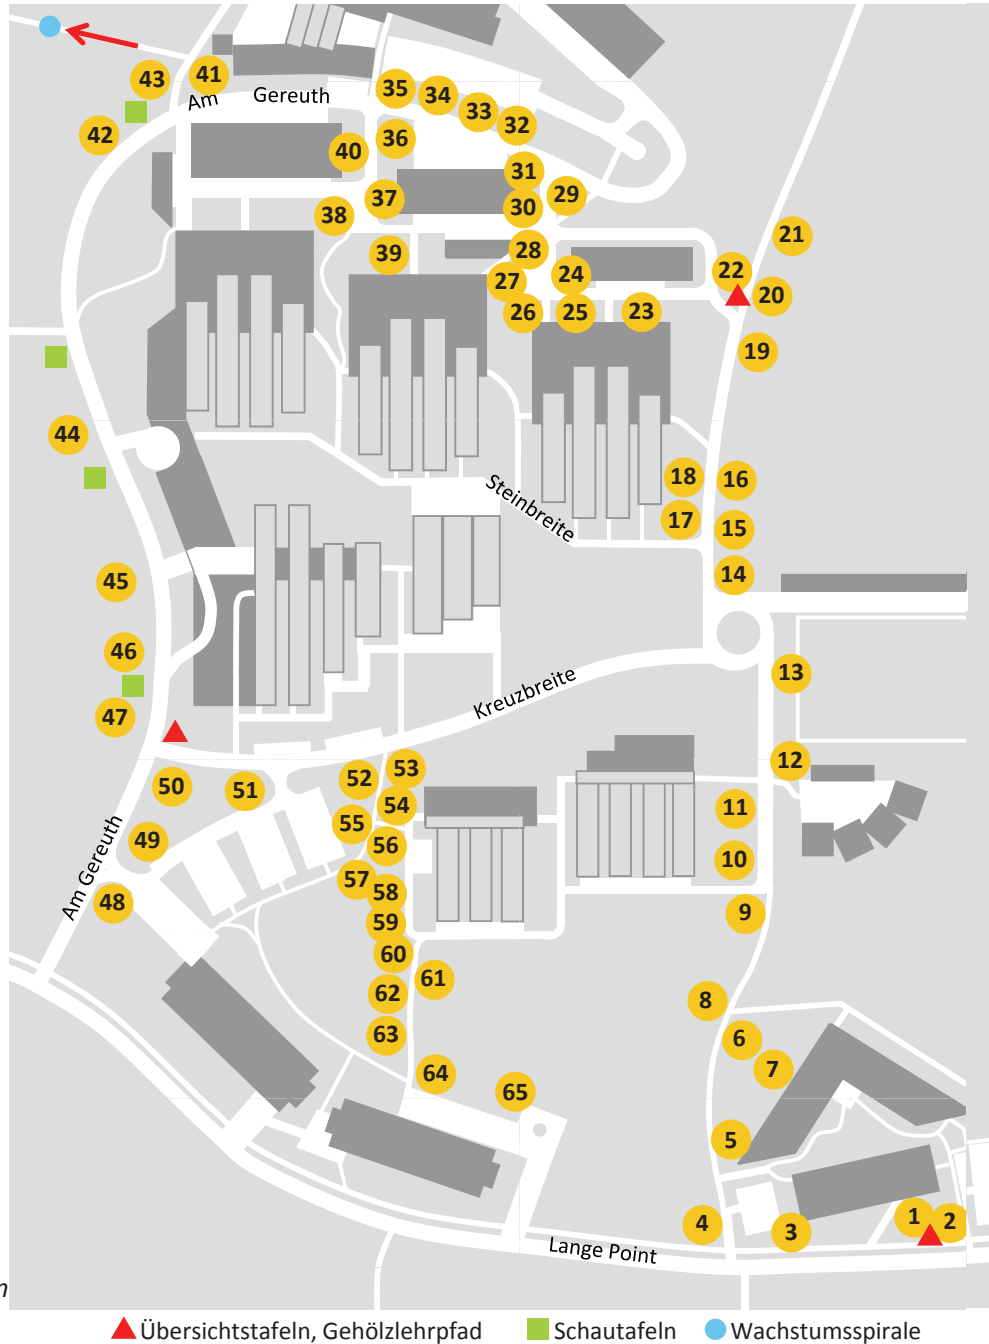 43 41
35 34 33 32
Am Gereuth
42
40 36
31
37 30 29
38
39 28
21
27 24 22
20
26 25 23
19
44
18 16
Steinbreite
17 15
14
45
46
13
Kreuzbreite
47
12
50 51 52 53
54 11
55
49 56
Am Gereuth
10
57 58
48
59 9
60
61
62 8
63 6
7
64
65
5
1 2
4 3
Lange Point
n
Übersichtstafeln, Gehölzlehrpfad Schautafeln Wachstumsspirale